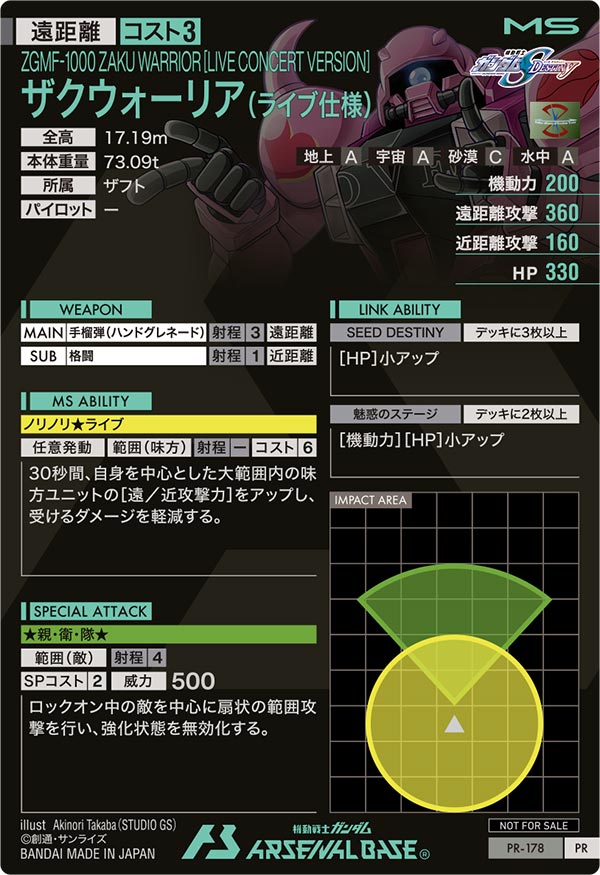 遠距離 コスト3 MS
ZGMF-1000 ZAKU WARRIOR [LIVE CONCERT VERSION]
機動戦士ガンダム SEED DESTINY
ザクウォーリア(ライブ仕様)
全高 17.19m
本体重量 73.09t
所属 ザフト
パイロット ー
地上 A 宇宙 A 砂漠 C 水中 A
機動力 200
遠距離攻撃 360
近距離攻撃 160
HP 330
WEAPON
MAIN 手榴弾(ハンドグレネード) 射程 3 遠距離
SUB 格闘 射程 1 近距離
LINK ABILITY
SEED DESTINY デッキに3枚以上
[HP]小アップ
魅惑のステージ デッキに2枚以上
[機動力][HP]小アップ
MS ABILITY
ノリノリ★ライブ
任意発動 範囲(味方) 射程 ー コスト 6
30秒間、自身を中心とした大範囲内の味
方ユニットの[遠/近攻撃力]をアップし、
受けるダメージを軽減する。
IMPACT AREA
SPECIAL ATTACK
★親・衛・隊★
範囲(敵) 射程 4
SPコスト 2 威力 500
ロックオン中の敵を中心に扇状の範囲攻
撃を行い、強化状態を無効化する。
illust Akinori Takaba (STUDIO GS)
©創通・サンライズ
BANDAI MADE IN JAPAN
機動戦士ガンダム
ARSENAL BASE®
NOT FOR SALE
PR-178 PR